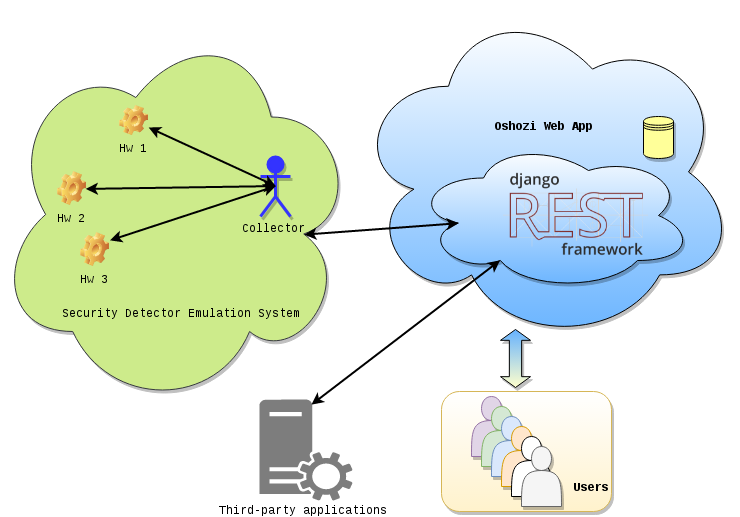 Oshozi Web App
Hw 1
django
REST
framework
Hw 2
Collector
Hw 3
Security Detector Emulation System
Users
Third-party applications